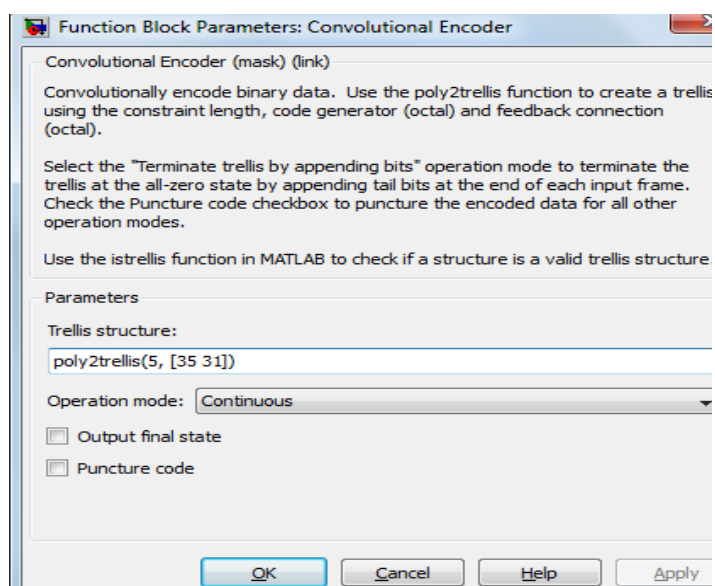 Function Block Parameters: Convolutional Encoder
Convolutional Encoder (mask) (link)
Convolutionally encode binary data. Use the poly2trellis function to create a trellis
using the constraint length, code generator (octal) and feedback connection
(octal).
Select the "Terminate trellis by appending bits" operation mode to terminate the
trellis at the all-zero state by appending tail bits at the end of each input frame.
Check the Puncture code checkbox to puncture the encoded data for all other
operation modes.
Use the istrellis function in MATLAB to check if a structure is a valid trellis structure.
Parameters
Trellis structure:
poly2trellis(5, [35 31])
Operation mode: Continuous
Output final state
Puncture code
OK Cancel Help Apply